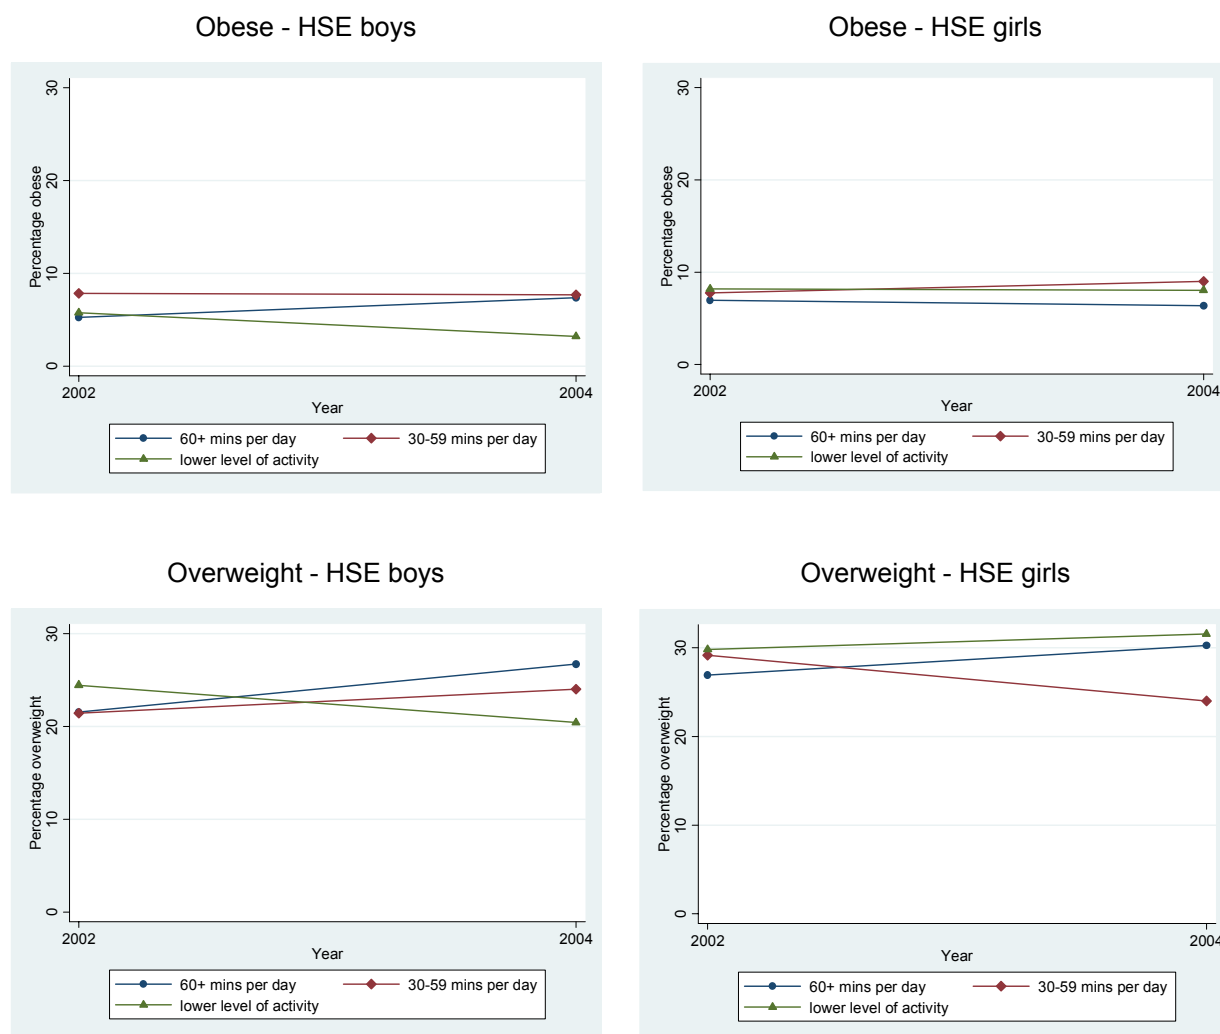 Obese - HSE boys
30
20
10
0
Percentage obese
2002
2004
Year
60+ mins per day
30-59 mins per day
lower level of activity
Obese - HSE girls
30
20
10
0
Percentage obese
2002
2004
Year
60+ mins per day
30-59 mins per day
lower level of activity
Overweight - HSE boys
30
20
10
0
Percentage overweight
2002
2004
Year
60+ mins per day
30-59 mins per day
lower level of activity
Overweight - HSE girls
30
20
10
0
Percentage overweight
2002
2004
Year
60+ mins per day
30-59 mins per day
lower level of activity